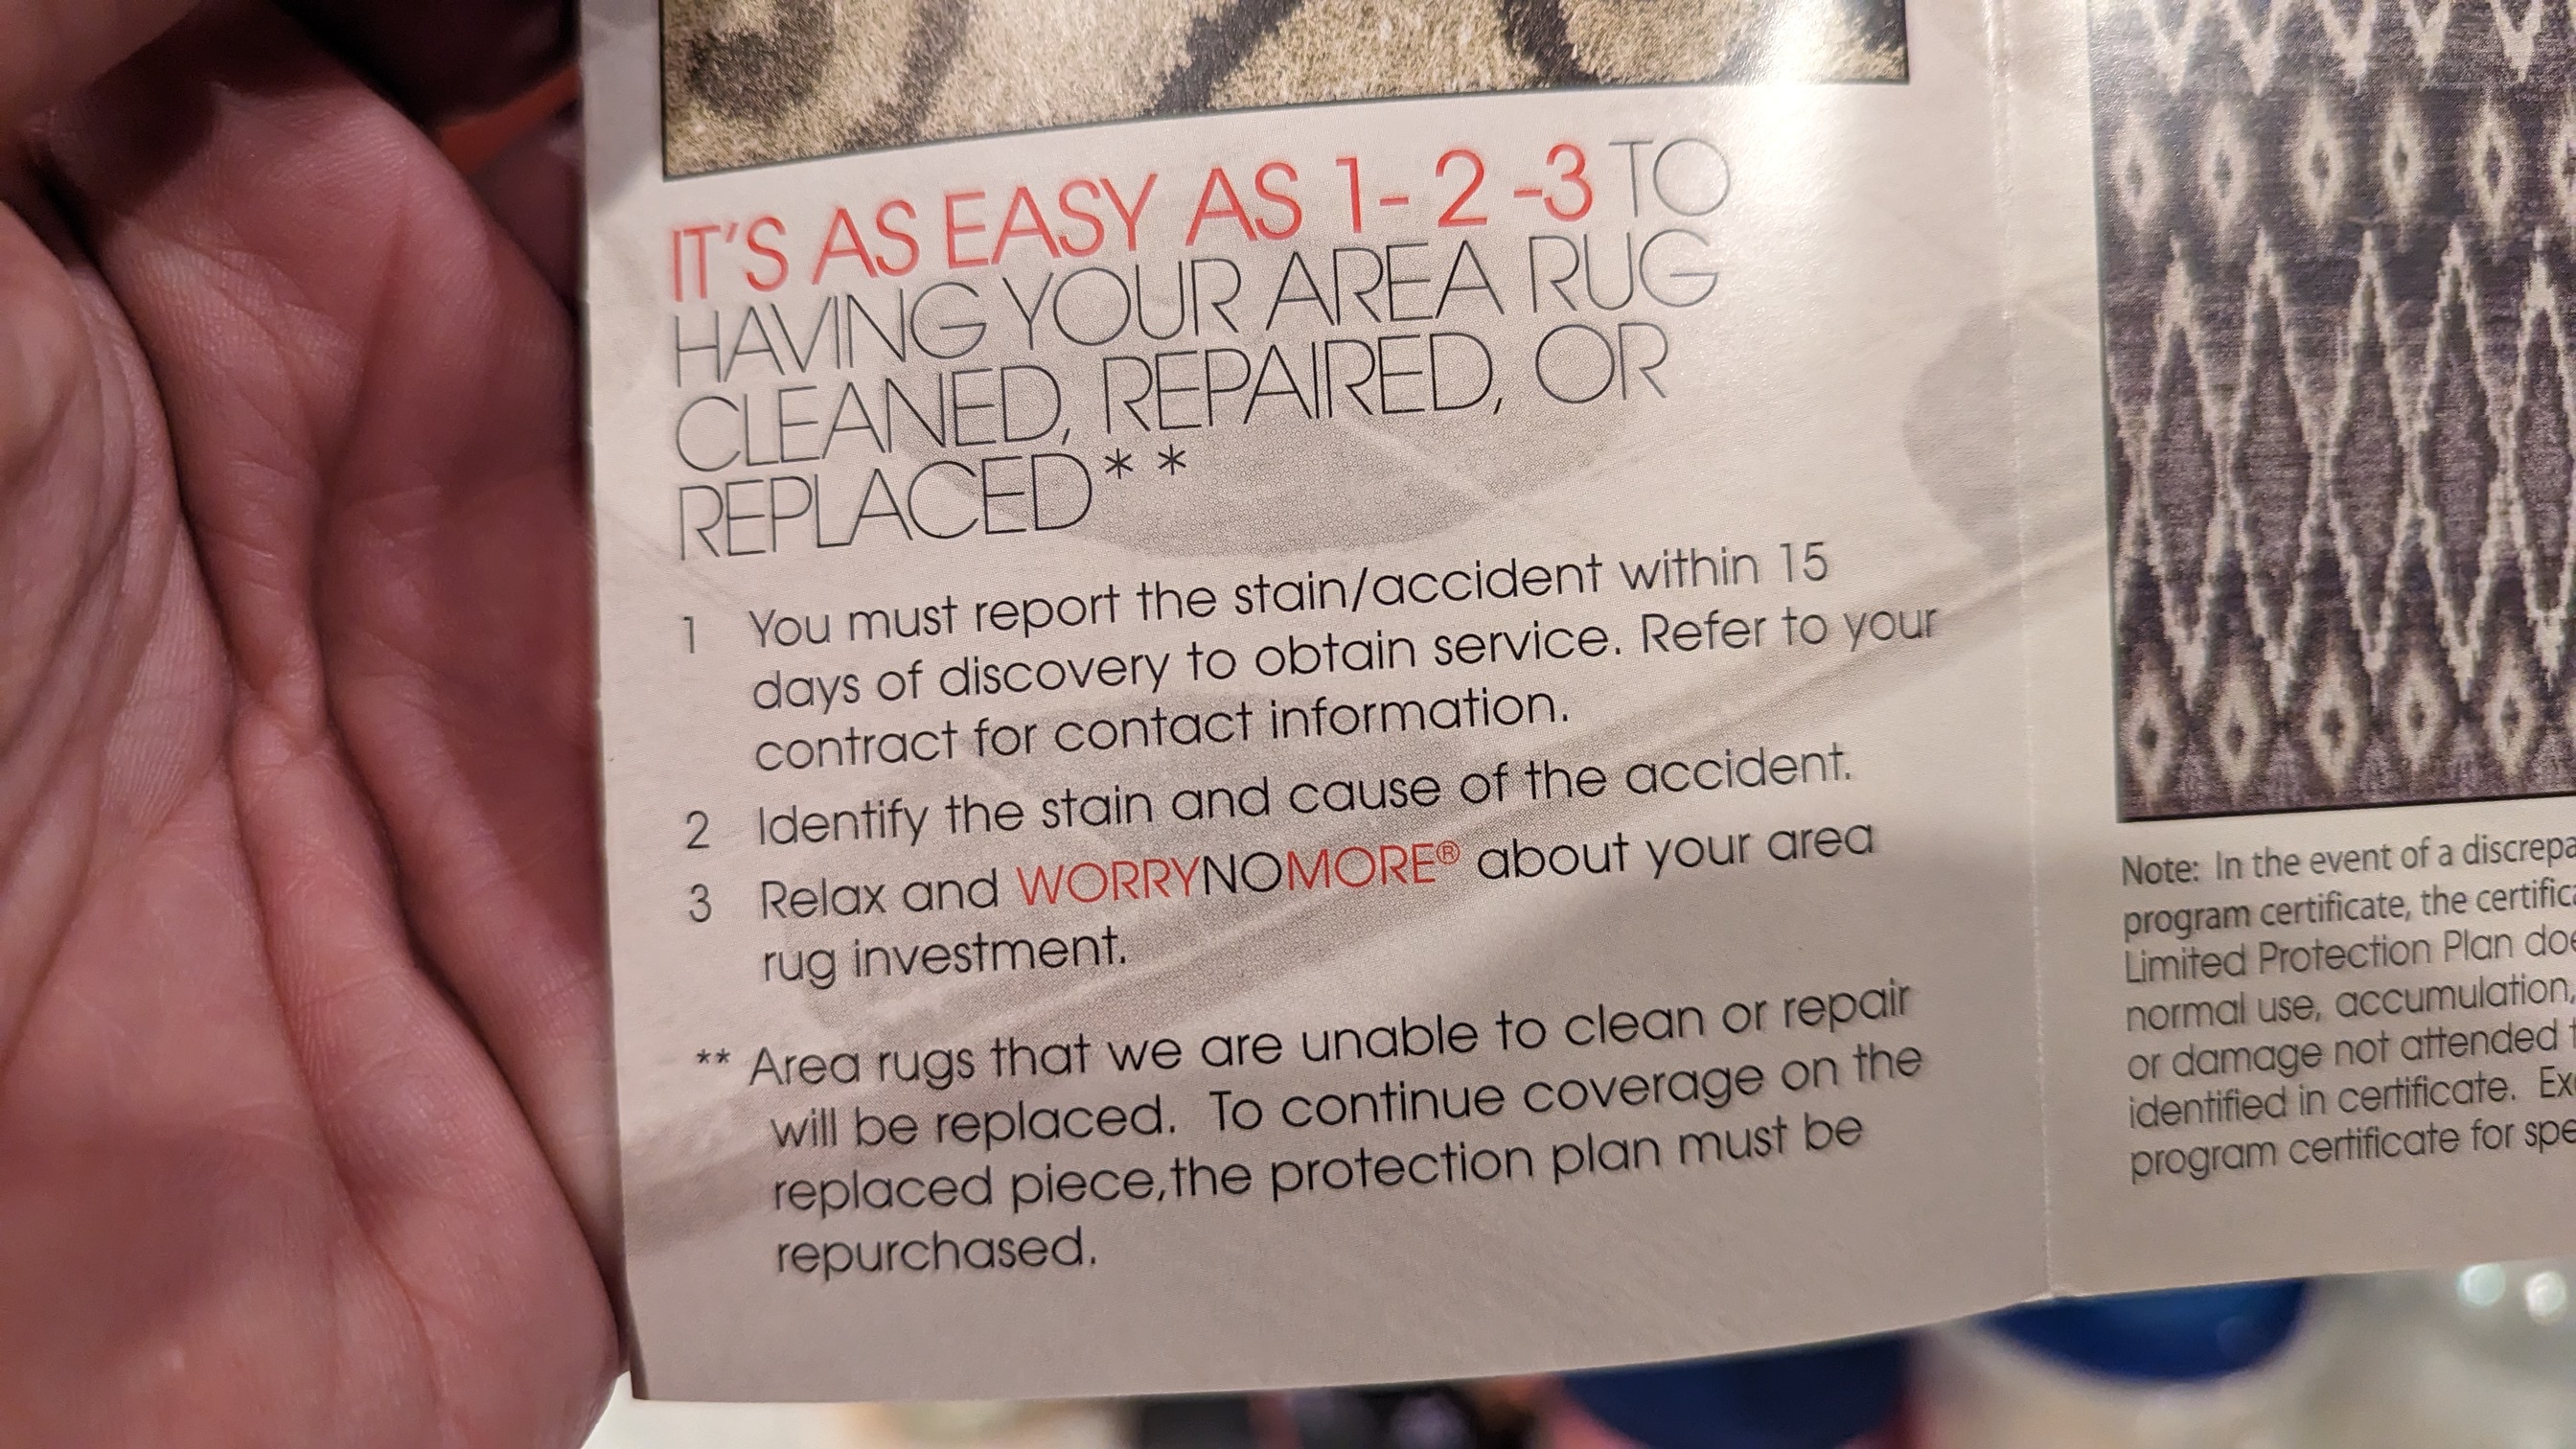 IT'S AS EASY AS 1- 2 -3 TO
HAVING YOUR AREA RUG
CLEANED, REPAIRED, OR
REPLACED**
1 You must report the stain/accident within 15
days of discovery to obtain service. Refer to your
contract for contact information.
2 Identify the stain and cause of the accident.
3 Relax and WORRYNOMORE® about your area
rug investment.
** Area rugs that we are unable to clean or repair
will be replaced. To continue coverage on the
replaced piece,the protection plan must be
repurchased.
Note: In the event of a
program certificate, the
Limited Protection Plan
normal use, accumulation,
or damage not attended
identified in certificate.
program certificate for